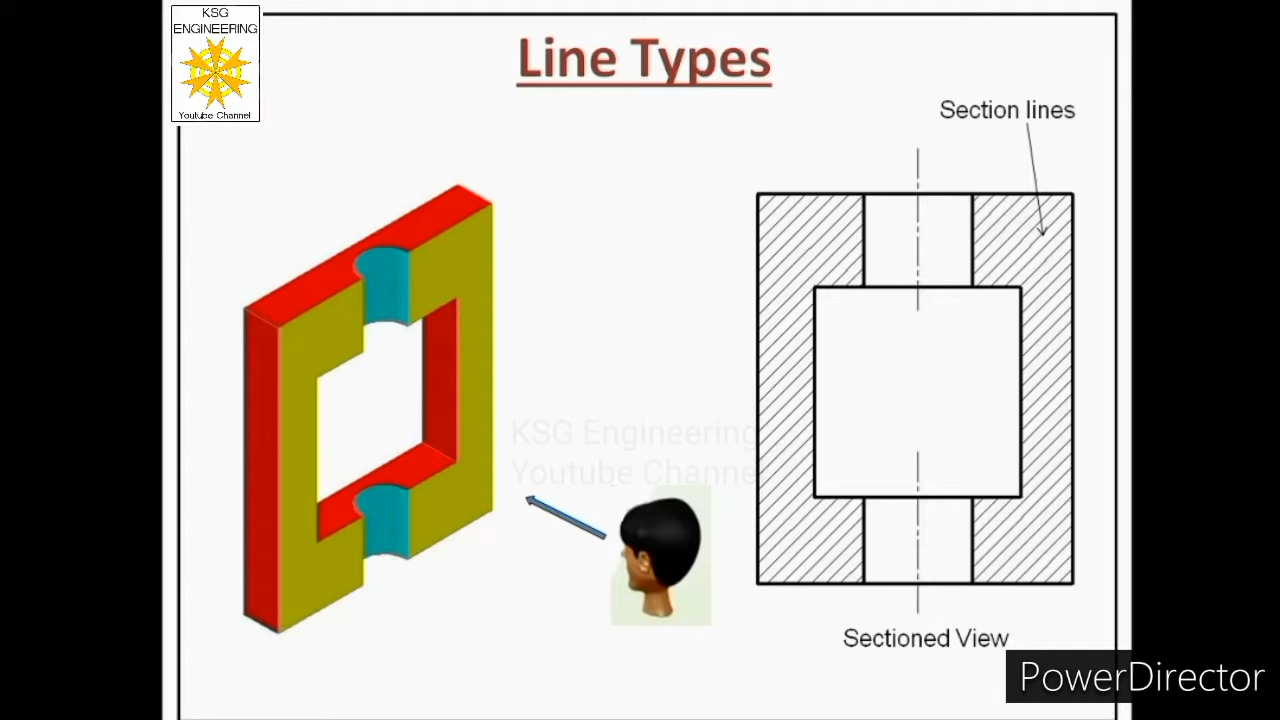 KSG
ENGINEERING
Youtube Channel
Line Types
Section lines
KSG Engineering
Youtube Channel
Sectioned View
PowerDirector